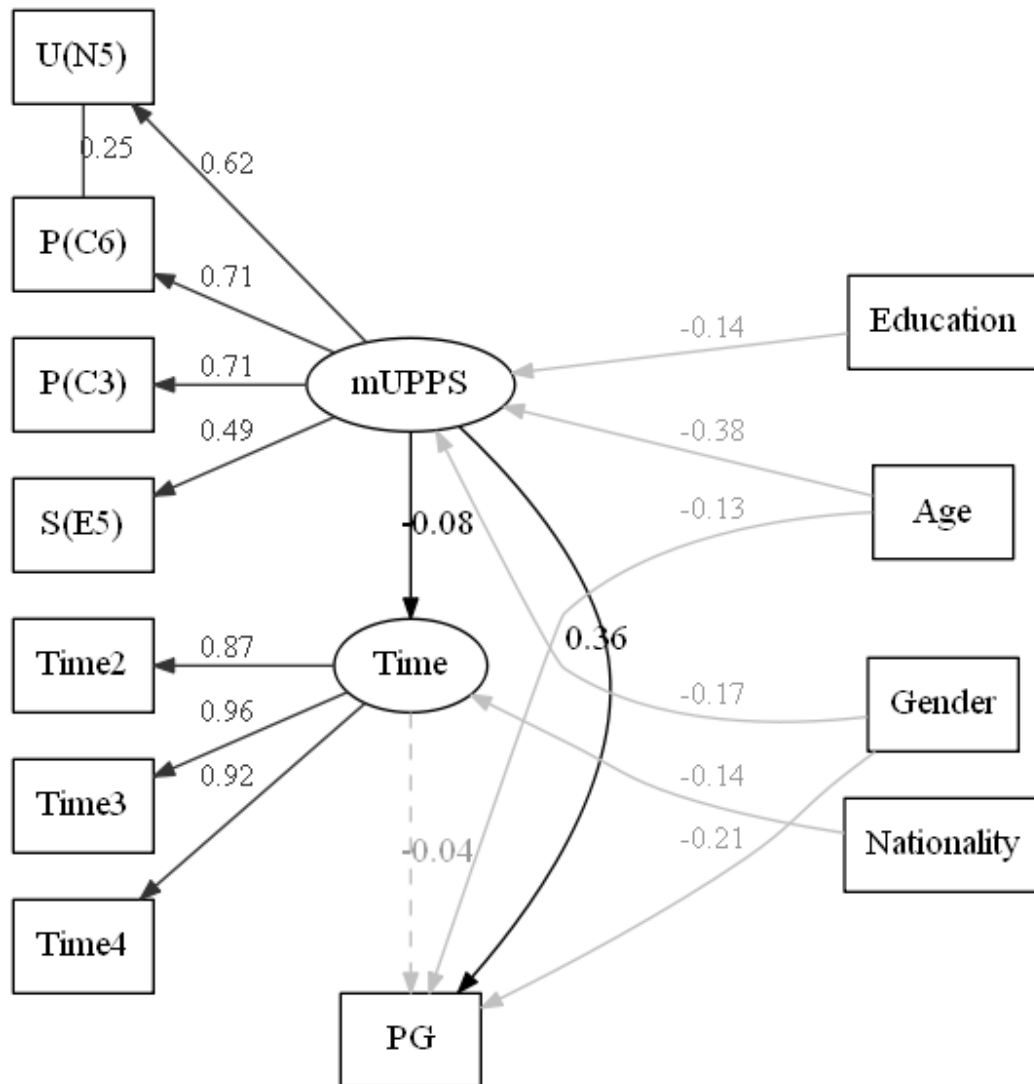 U(N5)
0.25
0.62
P(C6)
0.71
Education
-0.14
mUPPS
P(C3)
0.71
0.49
-0.38
S(E5)
-0.08
-0.13
Age
Time2
0.87
Time
0.36
0.96
-0.17
Gender
Time3
0.92
-0.14
Nationality
-0.04
-0.21
Time4
PG